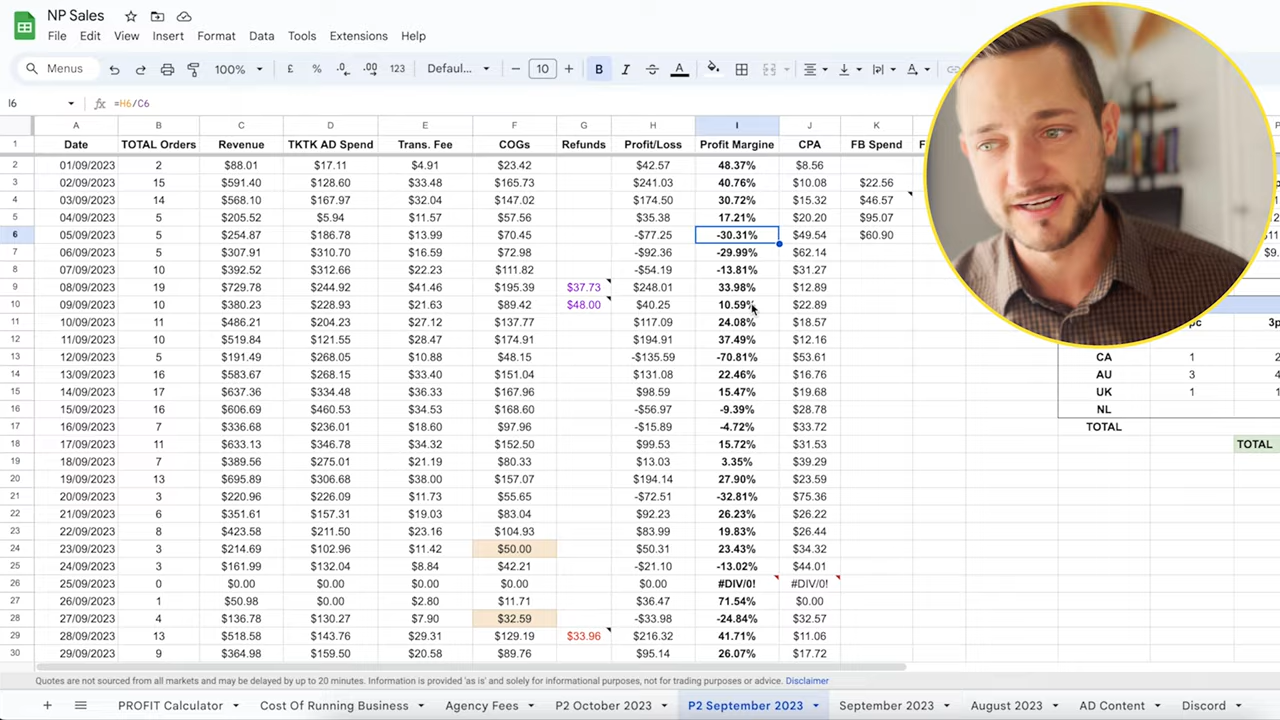 NP Sales
File Edit View Insert Format Data Tools Extensions Help
Menus 100% £ % .0 .00 123 Defaul... 10 B I A
I6 fx =H6/C6
A B C D E F G H I J K
1 Date TOTAL Orders Revenue TKTK AD Spend Trans. Fee COGs Refunds Profit/Loss Profit Margine CPA FB Spend F
2 01/09/2023 2 $88.01 $17.11 $4.91 $23.42 $42.57 48.37% $8.56
3 02/09/2023 15 $591.40 $128.60 $33.48 $165.73 $241.03 40.76% $10.08 $22.56
4 03/09/2023 14 $568.10 $167.97 $32.04 $147.02 $174.50 30.72% $15.32 $46.57
5 04/09/2023 5 $205.52 $5.94 $11.57 $57.56 $35.38 17.21% $20.20 $95.07
6 05/09/2023 5 $254.87 $186.78 $13.99 $70.45 -$77.25 -30.31% $49.54 $60.90
7 06/09/2023 5 $307.91 $310.70 $16.59 $72.98 -$92.36 -29.99% $62.14
8 07/09/2023 10 $392.52 $312.66 $22.23 $111.82 -$54.19 -13.81% $31.27
9 08/09/2023 19 $729.78 $244.92 $41.46 $195.39 $37.73 $248.01 33.98% $12.89
10 09/09/2023 10 $380.23 $228.93 $21.63 $89.42 $48.00 $40.25 10.59% $22.89
11 10/09/2023 11 $486.21 $204.23 $27.12 $137.77 $117.09 24.08% $18.57 pc 3p
12 11/09/2023 10 $519.84 $121.55 $28.47 $174.91 $194.91 37.49% $12.16
13 12/09/2023 5 $191.49 $268.05 $10.88 $48.15 -$135.59 -70.81% $53.61 CA 1 2
14 13/09/2023 16 $583.67 $268.15 $33.40 $151.04 $131.08 22.46% $16.76 AU 3 4
15 14/09/2023 17 $637.36 $334.48 $36.33 $167.96 $98.59 15.47% $19.68 UK 1 1
16 15/09/2023 16 $606.69 $460.53 $34.53 $168.60 -$56.97 -9.39% $28.78 NL
17 16/09/2023 7 $336.68 $236.01 $18.60 $97.96 -$15.89 -4.72% $33.72 TOTAL
18 17/09/2023 11 $633.13 $346.78 $34.32 $152.50 $99.53 15.72% $31.53 TOTAL
19 18/09/2023 7 $389.56 $275.01 $21.19 $80.33 $13.03 3.35% $39.29
20 19/09/2023 13 $695.89 $306.68 $38.00 $157.07 $194.14 27.90% $23.59
21 20/09/2023 3 $220.96 $226.09 $11.73 $55.65 -$72.51 -32.81% $75.36
22 21/09/2023 6 $351.61 $157.31 $19.03 $83.04 $92.23 26.23% $26.22
23 22/09/2023 8 $423.58 $211.50 $23.16 $104.93 $83.99 19.83% $26.44
24 23/09/2023 3 $214.69 $102.96 $11.42 $50.00 $50.31 23.43% $34.32
25 24/09/2023 3 $161.99 $132.04 $8.84 $42.21 -$21.10 -13.02% $44.01
26 25/09/2023 0 $0.00 $0.00 $0.00 $0.00 $0.00 #DIV/0! #DIV/0!
27 26/09/2023 1 $50.98 $0.00 $2.80 $11.71 $36.47 71.54% $0.00
28 27/09/2023 4 $136.78 $130.27 $7.90 $32.59 -$33.98 -24.84% $32.57
29 28/09/2023 13 $518.58 $143.76 $29.31 $129.19 $33.96 $216.32 41.71% $11.06
30 29/09/2023 9 $364.98 $159.50 $20.58 $89.76 $95.14 26.07% $17.72
Quotes are not sourced from all markets and may be delayed by up to 20 minutes. Information is provided 'as is' and solely for informational purposes, not for trading purposes or advice. Disclaimer
PROFIT Calculator Cost Of Running Business Agency Fees P2 October 2023 P2 September 2023 September 2023 August 2023 AD Content Discord